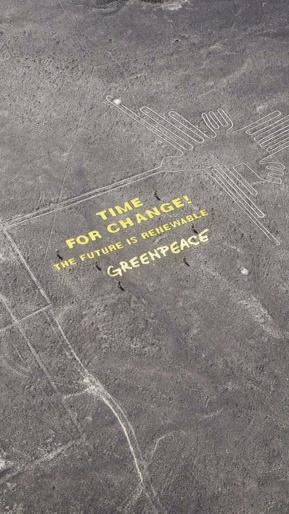 TIME
FOR CHANGE!
THE FUTURE IS RENEWABLE
GREENPEACE